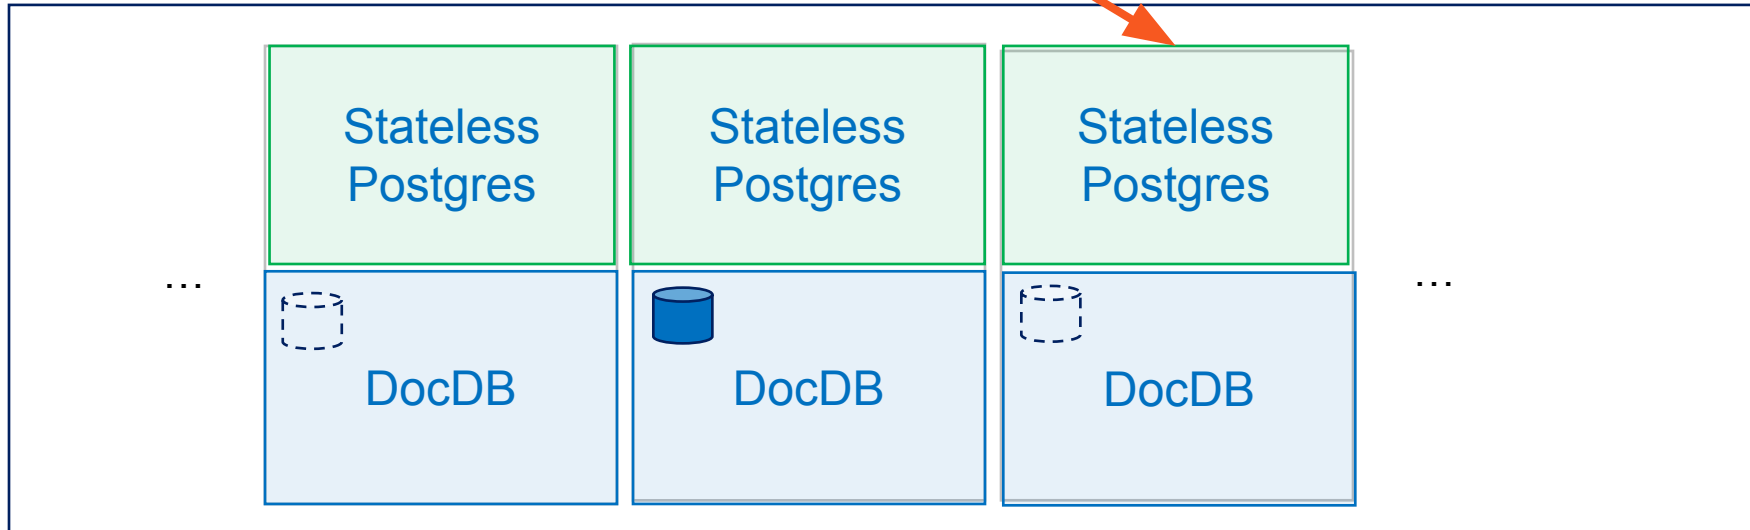 Stateless
Postgres
Stateless
Postgres
Stateless
Postgres
...
...
DocDB
DocDB
DocDB